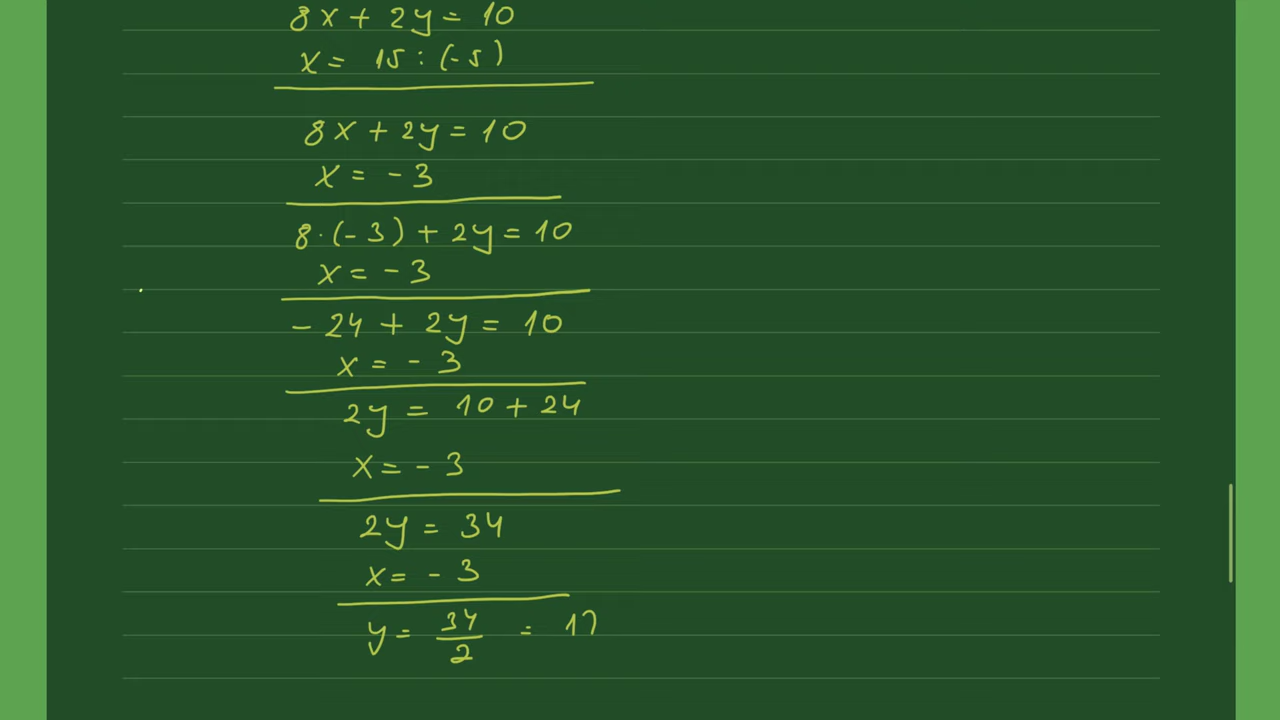 8x + 2y = 10
x = 15 : (-5)
8x + 2y = 10
x = -3
8·(-3) + 2y = 10
x = -3
-24 + 2y = 10
x = -3
2y = 10 + 24
x = -3
2y = 34
x = -3
y = 34/2 = 17